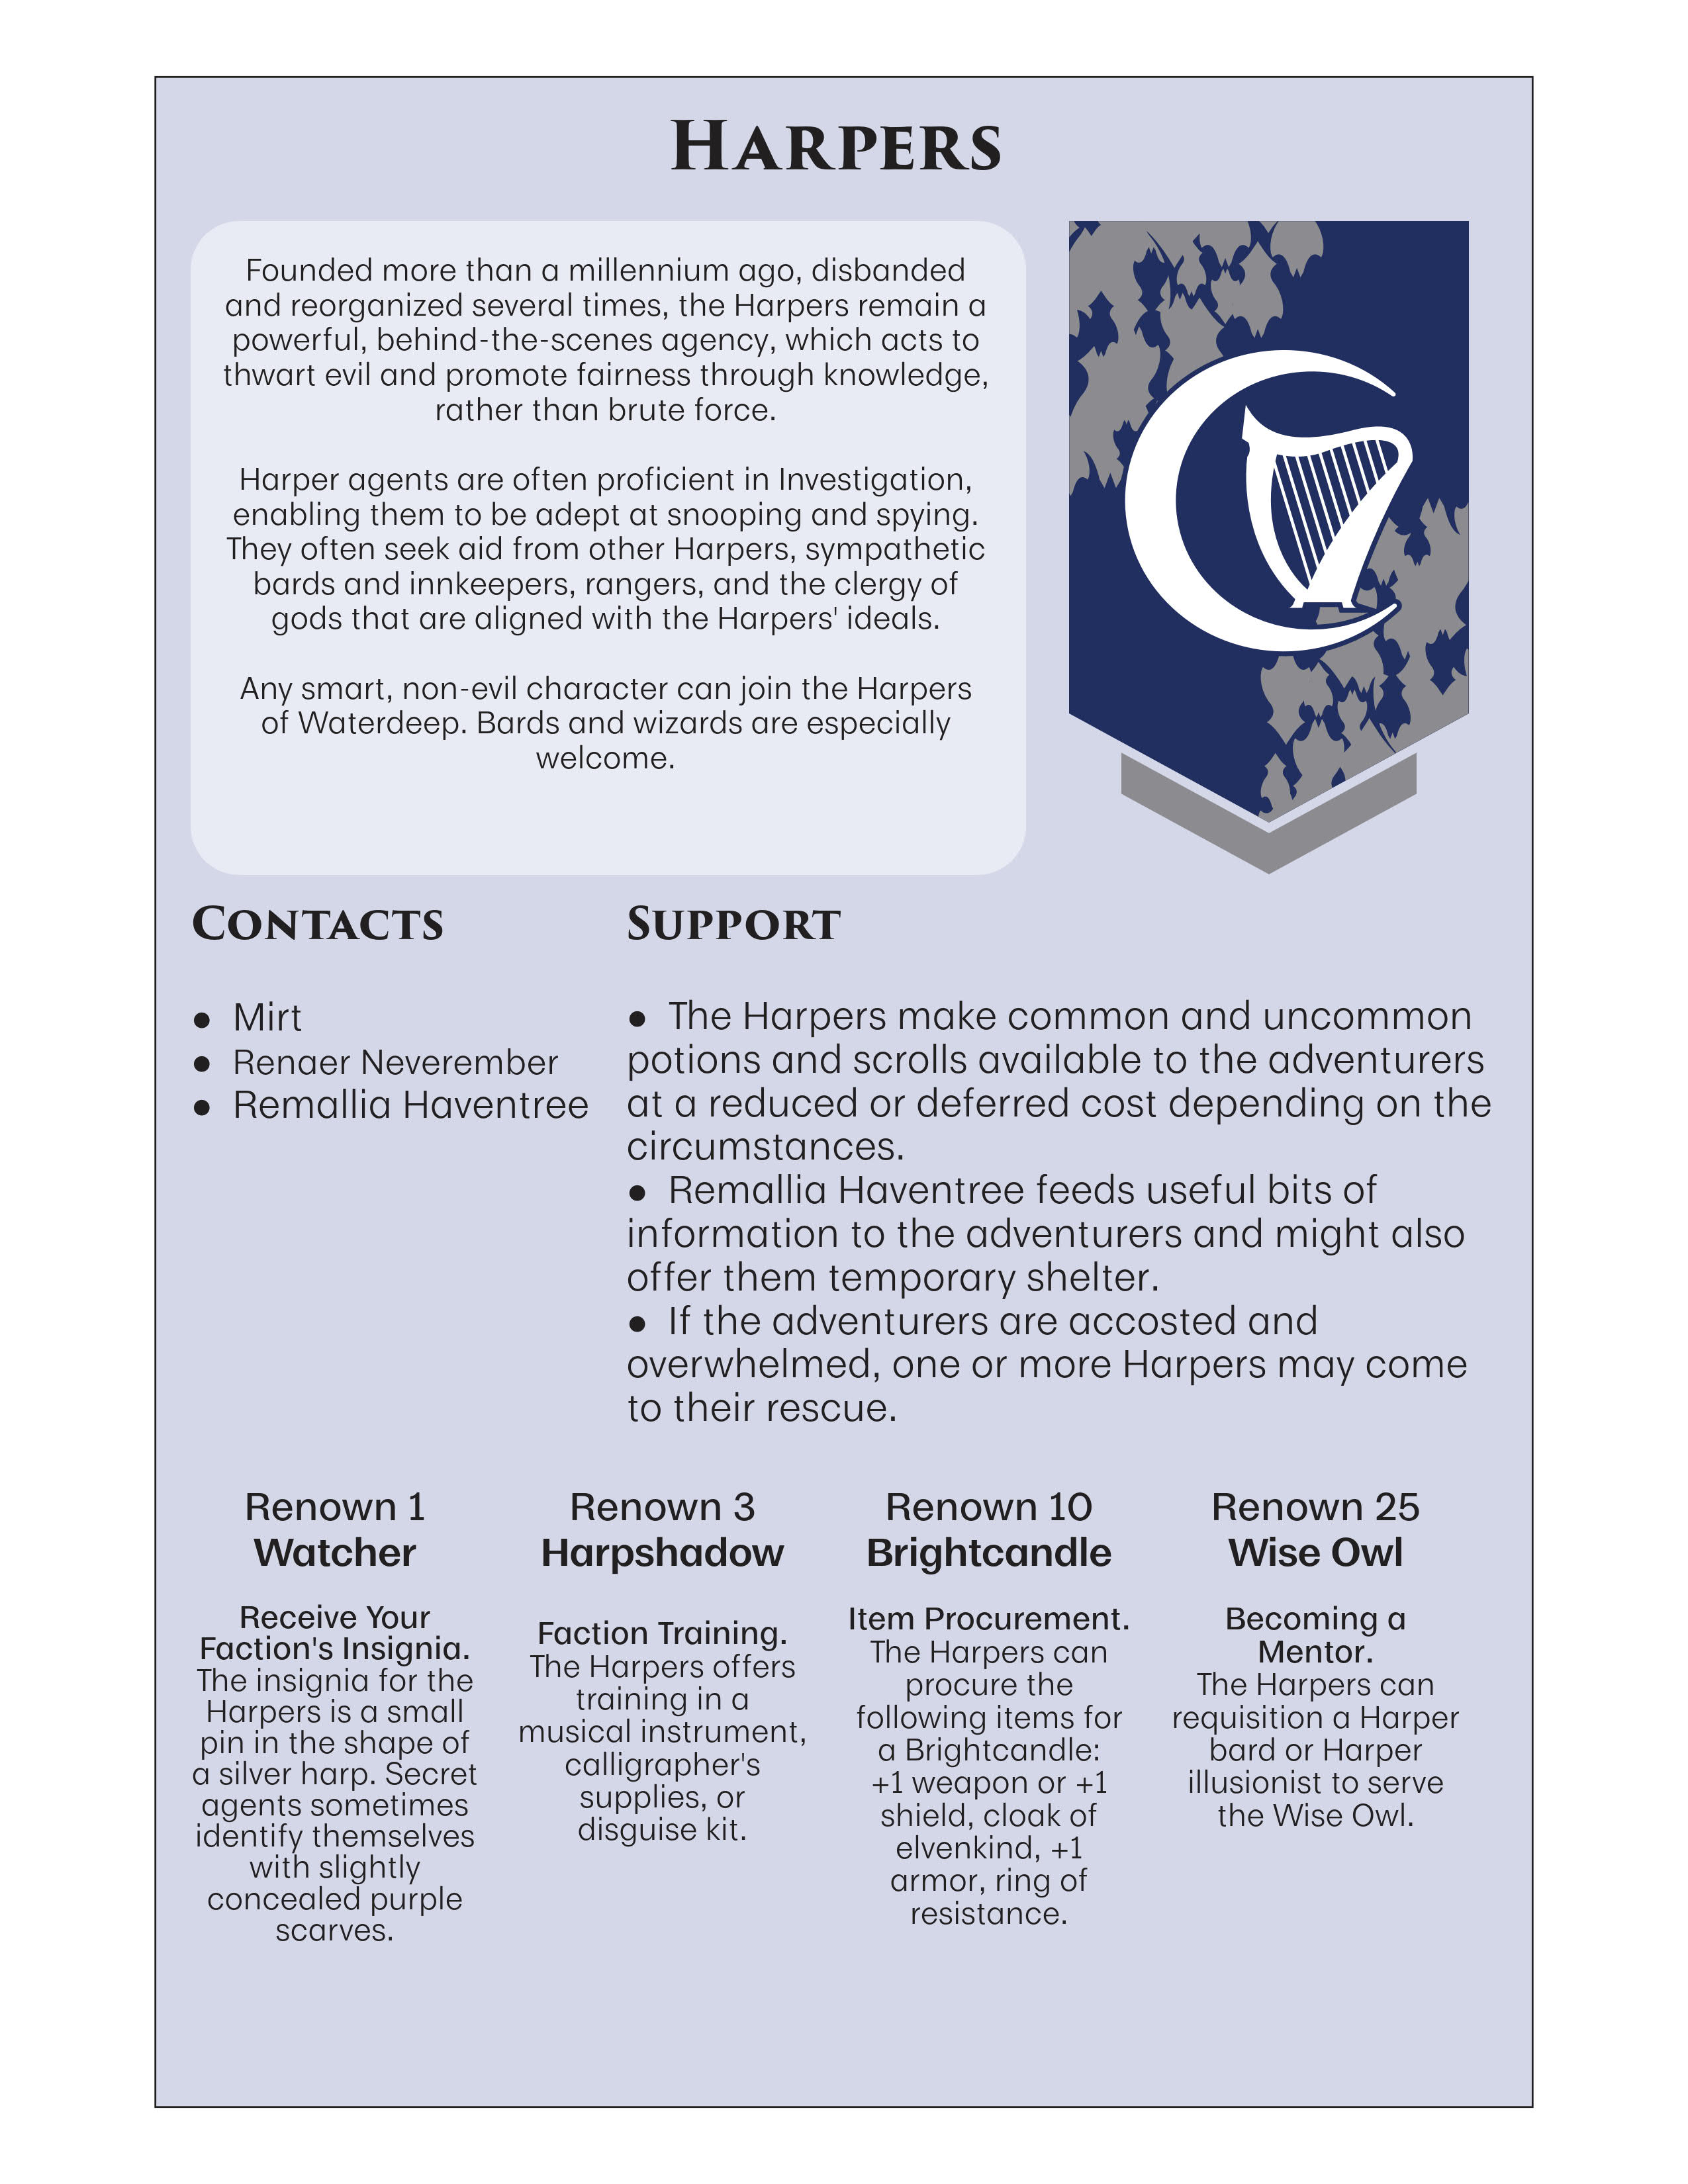 HARPERS
Founded more than a millennium ago, disbanded
and reorganized several times, the Harpers remain a
powerful, behind-the-scenes agency, which acts to
thwart evil and promote fairness through knowledge,
rather than brute force.
Harper agents are often proficient in Investigation,
enabling them to be adept at snooping and spying.
They often seek aid from other Harpers, sympathetic
bards and innkeepers, rangers, and the clergy of
gods that are aligned with the Harpers' ideals.
Any smart, non-evil character can join the Harpers
of Waterdeep. Bards and wizards are especially
welcome.
CONTACTS
• Mirt
• Renaer Neverember
• Remallia Haventree
SUPPORT
• The Harpers make common and uncommon
potions and scrolls available to the adventurers
at a reduced or deferred cost depending on the
circumstances.
• Remallia Haventree feeds useful bits of
information to the adventurers and might also
offer them temporary shelter.
• If the adventurers are accosted and
overwhelmed, one or more Harpers may come
to their rescue.
Renown 1
Watcher
Receive Your
Faction's Insignia.
The insignia for the
Harpers is a small
pin in the shape of
a silver harp. Secret
agents sometimes
identify themselves
with slightly
concealed purple
scarves.
Renown 3
Harpshadow
Faction Training.
The Harpers offers
training in a
musical instrument,
calligrapher's
supplies, or
disguise kit.
Renown 10
Brightcandle
Item Procurement.
The Harpers can
procure the
following items for
a Brightcandle:
+1 weapon or +1
shield, cloak of
elvenkind, +1
armor, ring of
resistance.
Renown 25
Wise Owl
Becoming a
Mentor.
The Harpers can
requisition a Harper
bard or Harper
illusionist to serve
the Wise Owl.